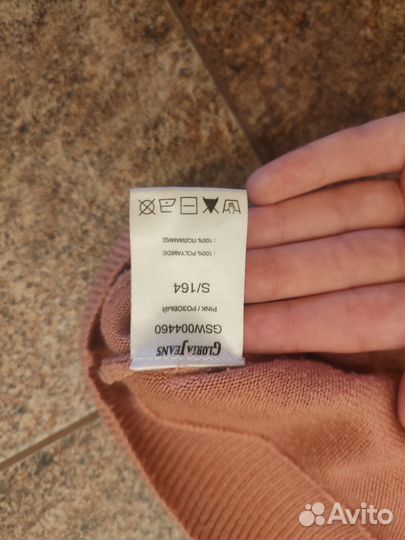 GLORIA JEANS
GSW004460
PINK / РОЗОВЫЙ
S/164
: 100% POLYAMIDE
: 100% ПОЛИАМИД
Avito